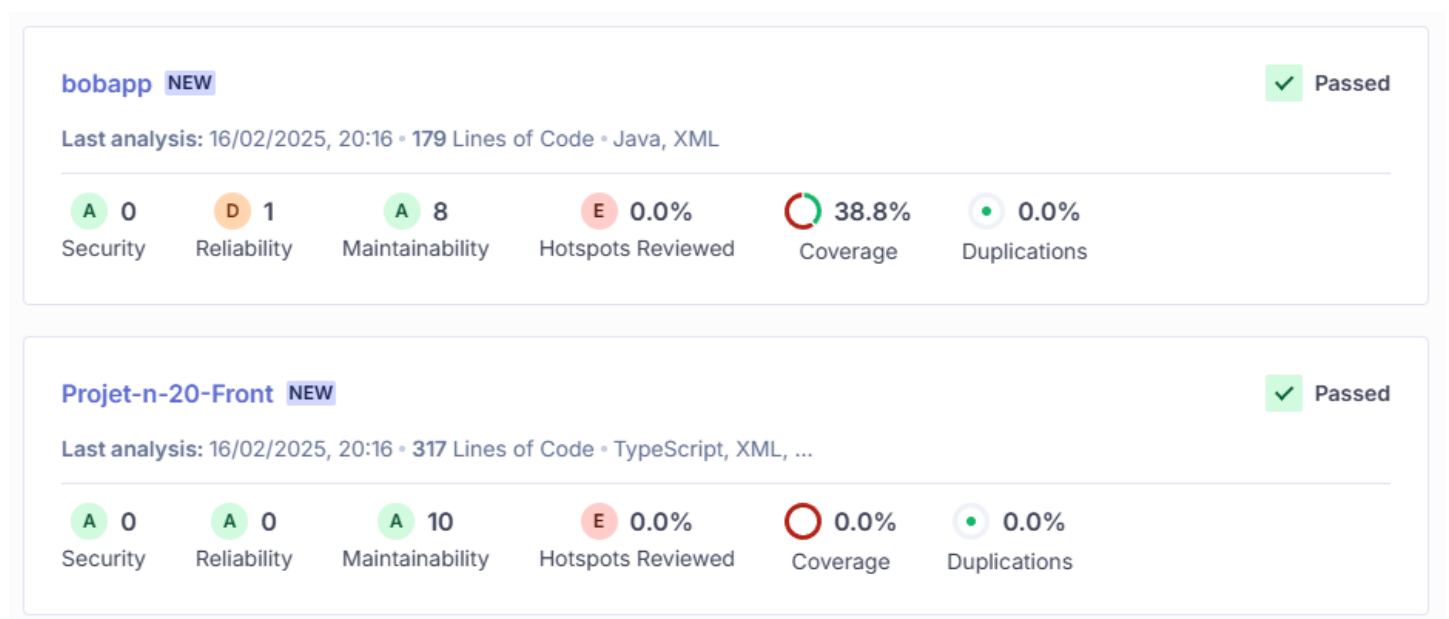 bobapp NEW Passed
Last analysis: 16/02/2025, 20:16 • 179 Lines of Code • Java, XML
A 0 D 1 A 8 E 0.0% 38.8% 0.0%
Security Reliability Maintainability Hotspots Reviewed Coverage Duplications
Projet-n-20-Front NEW Passed
Last analysis: 16/02/2025, 20:16 • 317 Lines of Code • TypeScript, XML, ...
A 0 A 0 A 10 E 0.0% 0.0% 0.0%
Security Reliability Maintainability Hotspots Reviewed Coverage Duplications